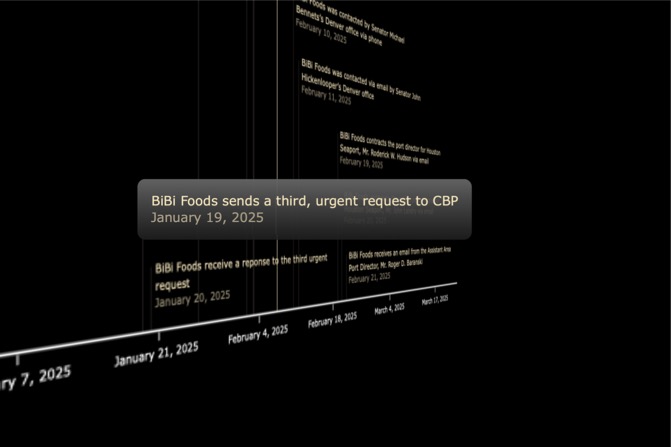 Foods was contacted by Senator Michael
Bennets's Denver office via phone
February 10, 2025
BiBi Foods was contacted via email by Senator John
Hickenlooper's Denver office
February 11, 2025
BiBi Foods contracts the port director for Houston
Seaport, Mr. Roderick W. Hudson via email
February 19, 2025
BiBi Foods sends a third, urgent request to CBP
January 19, 2025
BiBi Foods receive a reponse to the third urgent
request
January 20, 2025
BiBi Foods receives an email from the Assistant Area
Port Director, Mr. Roger D. Baranski
February 21, 2025
ry 7, 2025
January 21, 2025
February 4, 2025
February 18, 2025
March 4, 2025
March 17, 2025